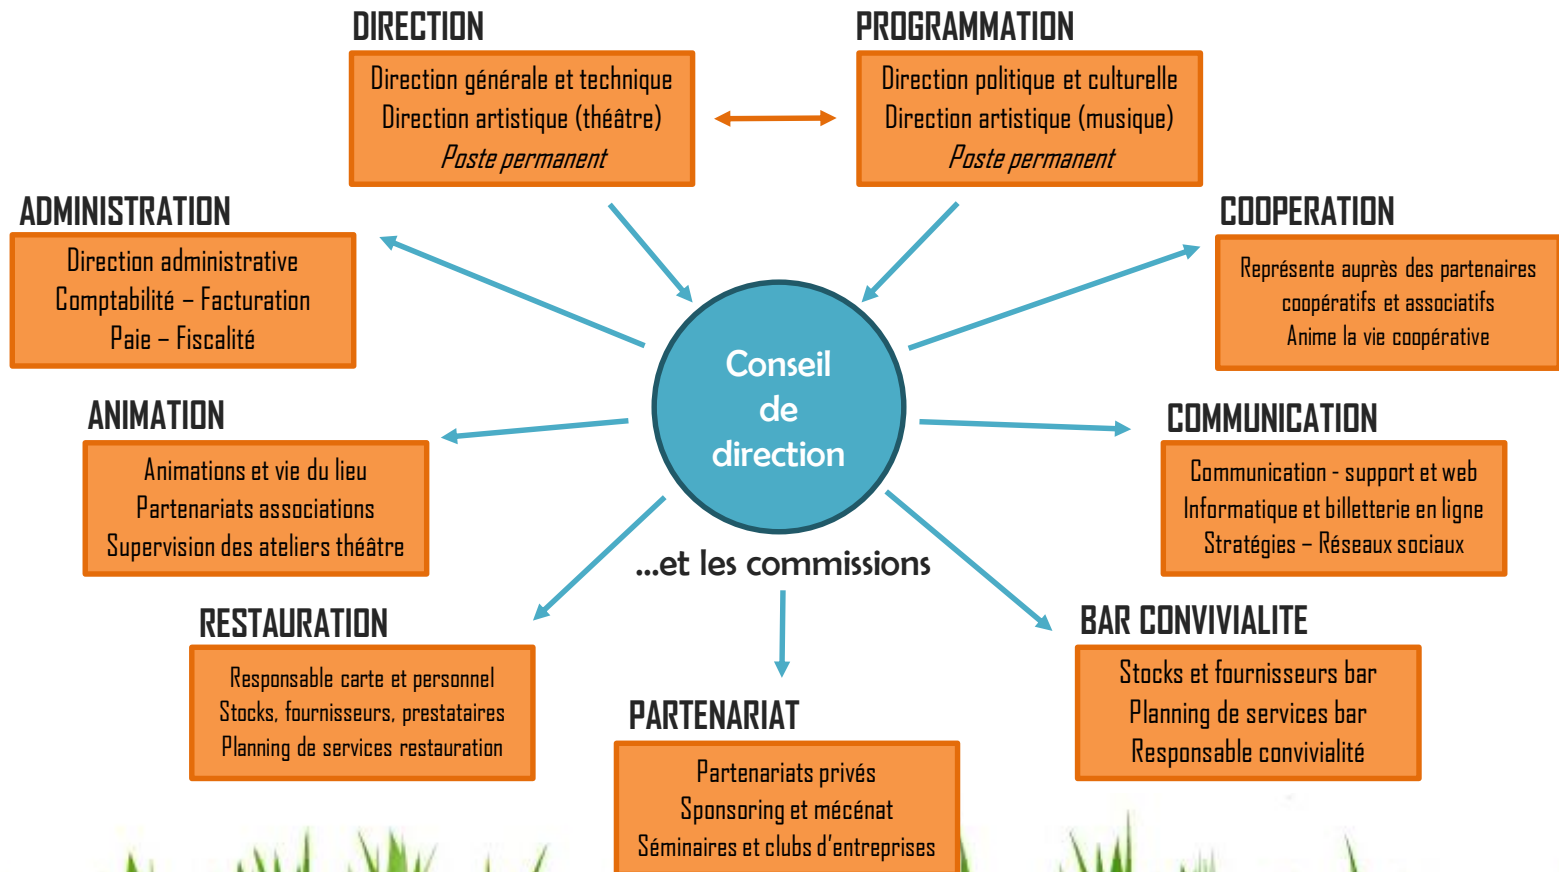 DIRECTION
Direction générale et technique
Direction artistique (théâtre)
Poste permanent
PROGRAMMATION
Direction politique et culturelle
Direction artistique (musique)
Poste permanent
ADMINISTRATION
Direction administrative
Comptabilité – Facturation
Paie – Fiscalité
COOPERATION
Représente auprès des partenaires
coopératifs et associatifs
Anime la vie coopérative
Conseil
de
direction
...et les commissions
ANIMATION
Animations et vie du lieu
Partenariats associations
Supervision des ateliers théâtre
COMMUNICATION
Communication - support et web
Informatique et billetterie en ligne
Stratégies – Réseaux sociaux
RESTAURATION
Responsable carte et personnel
Stocks, fournisseurs, prestataires
Planning de services restauration
PARTENARIAT
Partenariats privés
Sponsoring et mécénat
Séminaires et clubs d'entreprises
BAR CONVIVIALITE
Stocks et fournisseurs bar
Planning de services bar
Responsable convivialité